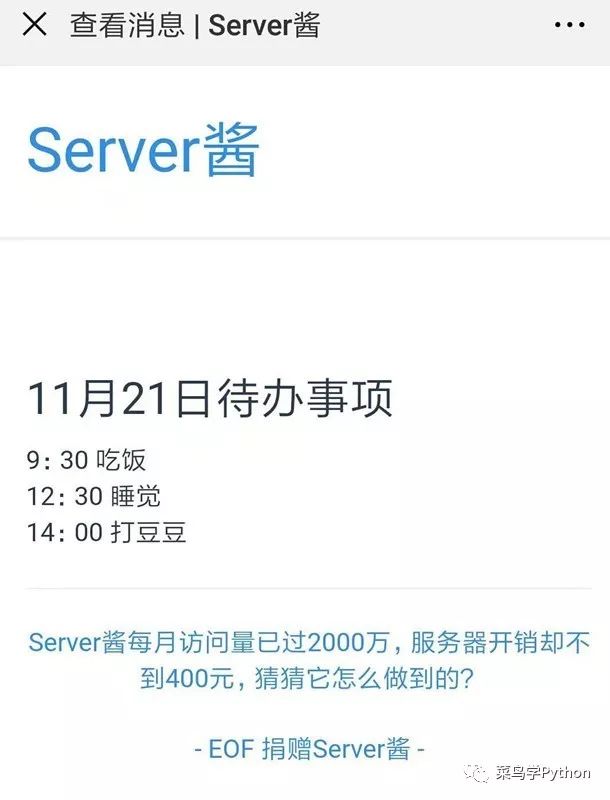 查看消息 | Server酱
Server酱
11月21日待办事项
9：30 吃饭
12：30 睡觉
14：00 打豆豆
Server酱每月访问量已过2000万，服务器开销却不
到400元，猜猜它怎么做到的?
- EOF 捐赠Server酱 -
菜鸟学Python